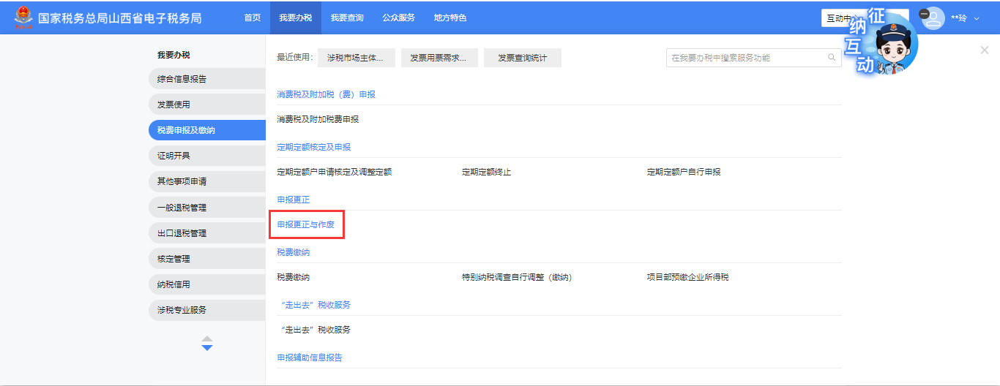 国家税务总局山西省电子税务局
首页 我要办税 我要查询 公众服务 地方特色
互动中心
征纳互动
**玲
我要办税
综合信息报告
发票使用
税费申报及缴纳
证明开具
其他事项申请
一般退税管理
出口退税管理
核定管理
纳税信用
涉税专业服务
最近使用: 涉税市场主体... 发票用票需求... 发票查询统计
在我要办税中搜索服务功能
消费税及附加税（费）申报
消费税及附加税费申报
定期定额核定及申报
定期定额户申请核定及调整定额 定期定额终止 定期定额户自行申报
申报更正
申报更正与作废
税费缴纳
税费缴纳 特别纳税调查自行调整（缴纳） 项目部预缴企业所得税
“走出去”税收服务
“走出去”税收服务
申报辅助信息报告